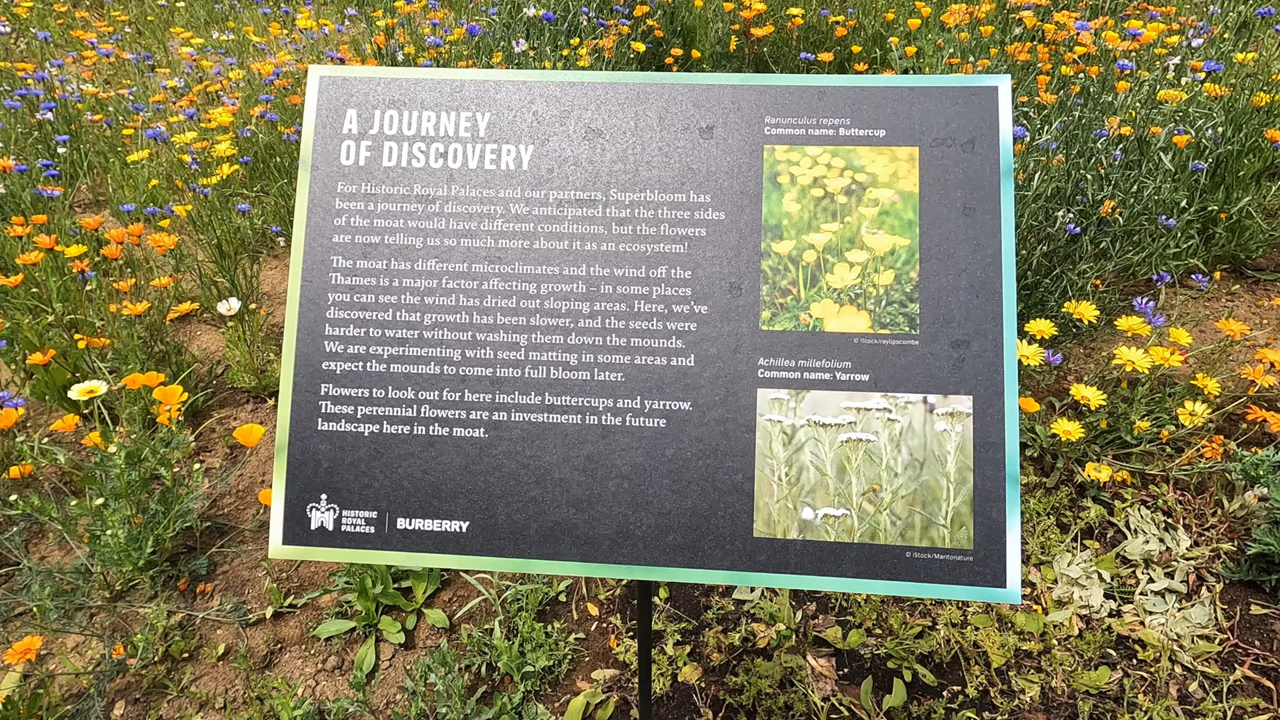 A JOURNEY
OF DISCOVERY
For Historic Royal Palaces and our partners, Superbloom has
been a journey of discovery. We anticipated that the three sides
of the moat would have different conditions, but the flowers
are now telling us so much more about it as an ecosystem!
The moat has different microclimates and the wind off the
Thames is a major factor affecting growth – in some places
you can see the wind has dried out sloping areas. Here, we've
discovered that growth has been slower, and the seeds were
harder to water without washing them down the mounds.
We are experimenting with seed matting in some areas and
expect the mounds to come into full bloom later.
Flowers to look out for here include buttercups and yarrow.
These perennial flowers are an investment in the future
landscape here in the moat.
HISTORIC
ROYAL
PALACES
BURBERRY
Ranunculus repens
Common name: Buttercup
© iStock/raylipscombe
Achillea millefolium
Common name: Yarrow
© iStock/Mantonature